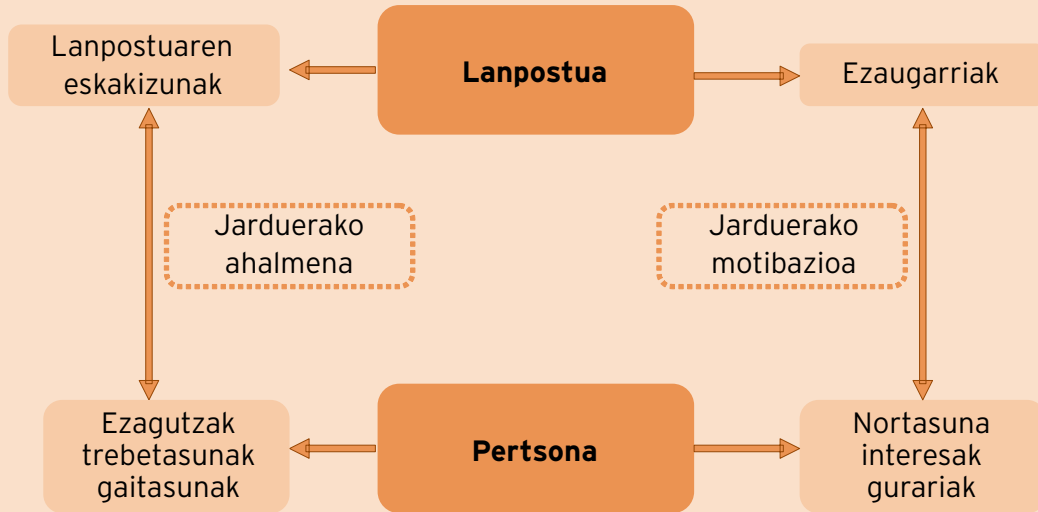 Lanpostuaren
eskakizunak
Lanpostua
Ezaugarriak
Jarduerako
ahalmena
Jarduerako
motibazioa
Ezagutzak
trebetasunak
gaitasunak
Pertsona
Nortasuna
interesak
gurariak